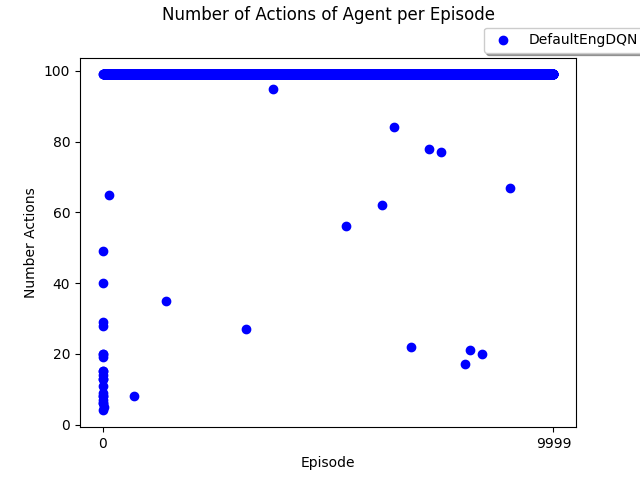 Number of Actions of Agent per Episode
DefaultEngDQN
100
80
60
40
20
0
Number Actions
0
9999
Episode